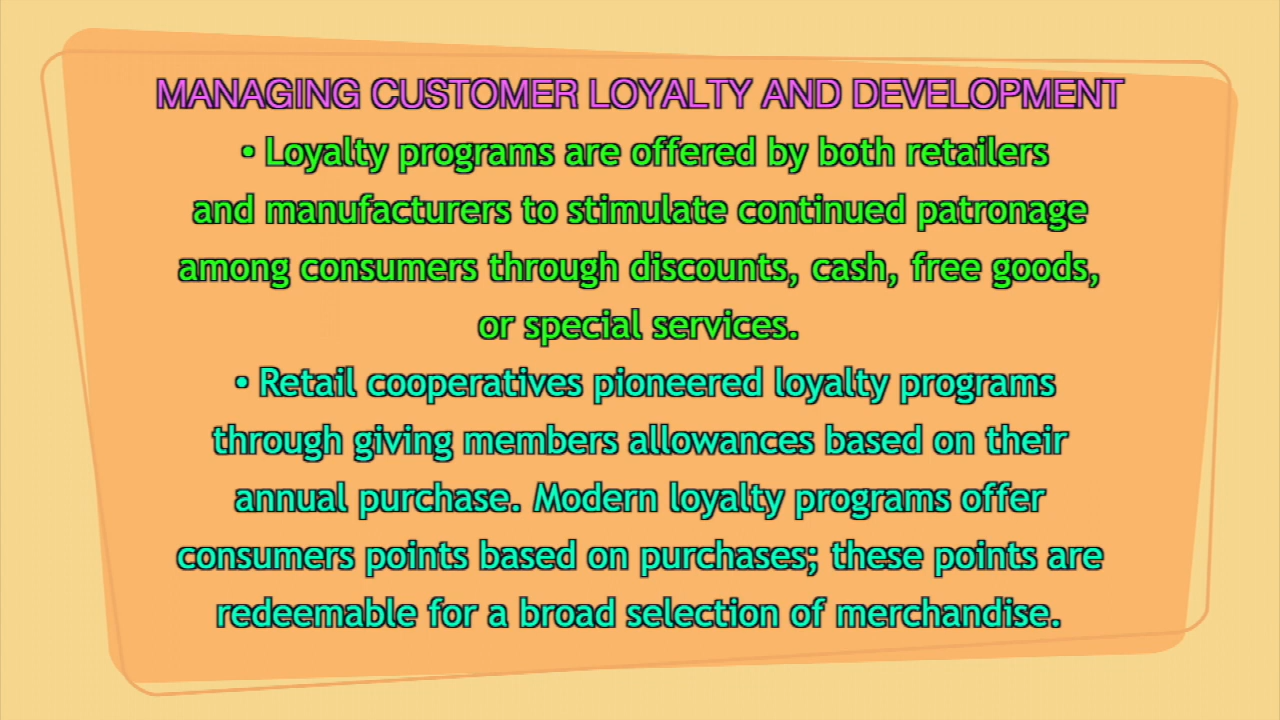 MANAGING CUSTOMER LOYALTY AND DEVELOPMENT
• Loyalty programs are offered by both retailers
and manufacturers to stimulate continued patronage
among consumers through discounts, cash, free goods,
or special services.
• Retail cooperatives pioneered loyalty programs
through giving members allowances based on their
annual purchase. Modern loyalty programs offer
consumers points based on purchases; these points are
redeemable for a broad selection of merchandise.